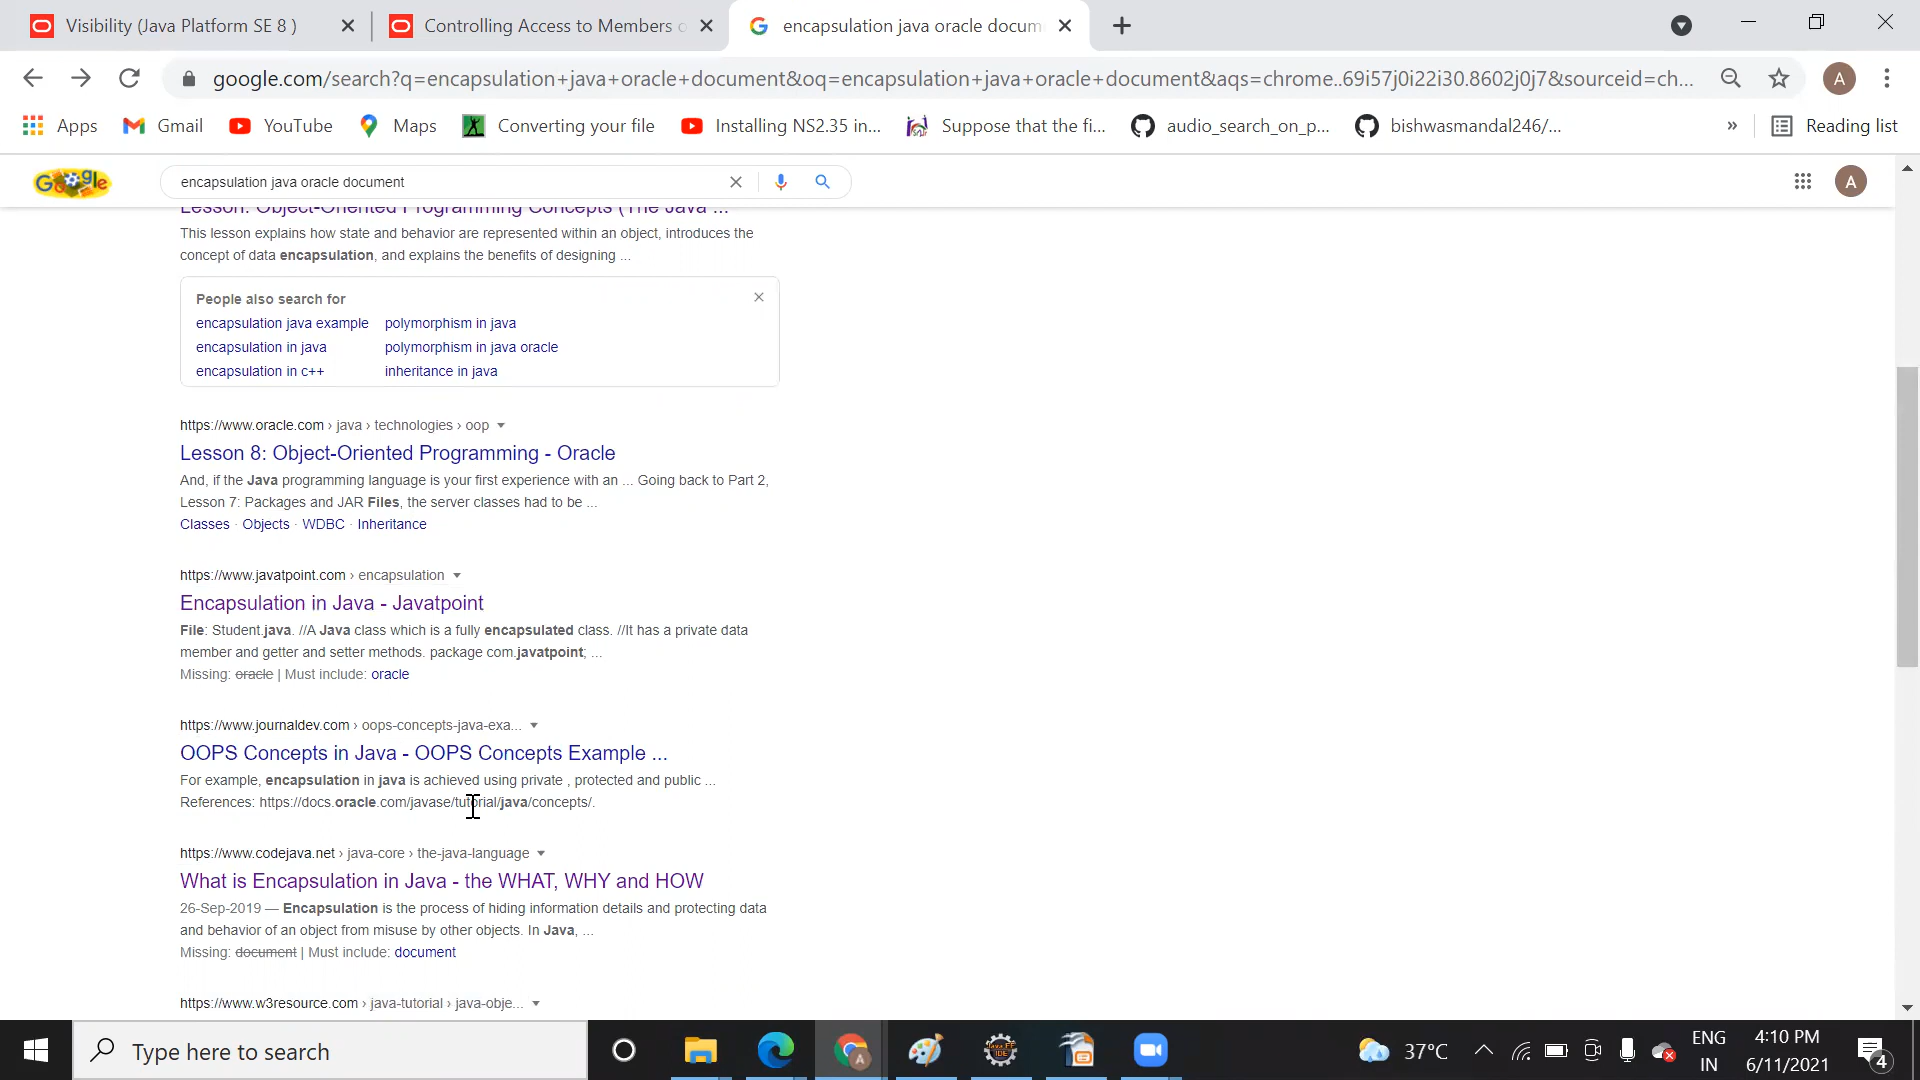 Visibility (Java Platform SE 8 )
Controlling Access to Members o
encapsulation java oracle docum
google.com/search?q=encapsulation+java+oracle+document&oq=encapsulation+java+oracle+document&aqs=chrome..69i57j0i22i30.8602j0j7&sourceid=ch...
A
Apps
Gmail
YouTube
Maps
Converting your file
Installing NS2.35 in...
Suppose that the fi...
audio_search_on_p...
bishwasmandal246/...
»
Reading list
Google
encapsulation java oracle document
A
Lesson: Object-Oriented Programming Concepts (The Java ...
This lesson explains how state and behavior are represented within an object, introduces the
concept of data encapsulation, and explains the benefits of designing ...
People also search for
encapsulation java example polymorphism in java
encapsulation in java polymorphism in java oracle
encapsulation in c++ inheritance in java
https://www.oracle.com › java › technologies › oop
Lesson 8: Object-Oriented Programming - Oracle
And, if the Java programming language is your first experience with an ... Going back to Part 2,
Lesson 7: Packages and JAR Files, the server classes had to be ...
Classes · Objects · WDBC · Inheritance
https://www.javatpoint.com › encapsulation
Encapsulation in Java - Javatpoint
File: Student.java. //A Java class which is a fully encapsulated class. //It has a private data
member and getter and setter methods. package com.javatpoint; ...
Missing: oracle | Must include: oracle
https://www.journaldev.com › oops-concepts-java-exa...
OOPS Concepts in Java - OOPS Concepts Example ...
For example, encapsulation in java is achieved using private , protected and public ...
References: https://docs.oracle.com/javase/tutorial/java/concepts/.
https://www.codejava.net › java-core › the-java-language
What is Encapsulation in Java - the WHAT, WHY and HOW
26-Sep-2019 — Encapsulation is the process of hiding information details and protecting data
and behavior of an object from misuse by other objects. In Java, ...
Missing: document | Must include: document
https://www.w3resource.com › java-tutorial › java-obje...
Type here to search
37°C
ENG
IN
4:10 PM
6/11/2021
4